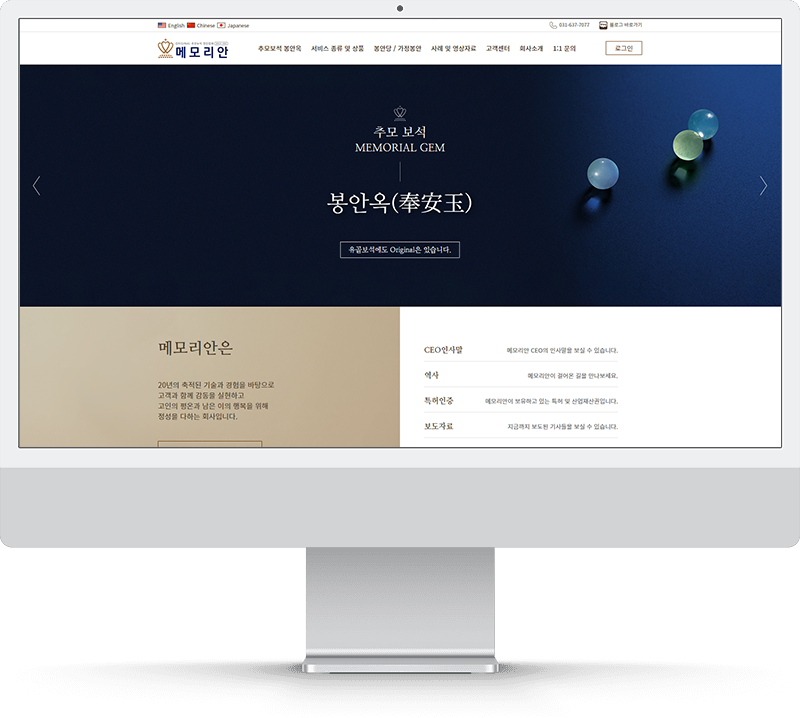 English Chinese Japanese
031-637-7077 블로그 바로가기
메모리안
추모보석 봉안옥 서비스 종류 및 상품 봉안당 / 가정봉안 사례 및 영상자료 고객센터 회사소개 1:1 문의 로그인
추모 보석
MEMORIAL GEM
봉안옥(奉安玉)
유골보석에도 Original은 있습니다.
메모리안은
20년의 축적된 기술과 경험을 바탕으로
고객과 함께 감동을 실현하고
고인의 평온과 남은 이의 행복을 위해
정성을 다하는 회사입니다.
CEO인사말 메모리안 CEO의 인사말을 보실 수 있습니다.
역사 메모리안이 걸어온 길을 만나보세요.
특허인증 메모리안이 보유하고 있는 특허 및 산업재산권입니다.
보도자료 지금까지 보도된 기사들을 보실 수 있습니다.